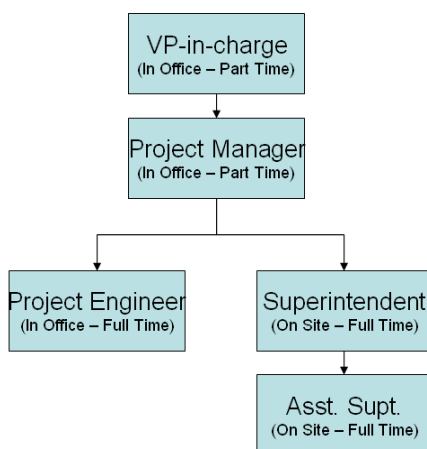 VP-in-charge
(In Office – Part Time)
Project Manager
(In Office – Part Time)
Project Engineer
(In Office – Full Time)
Superintendent
(On Site – Full Time)
Asst. Supt.
(On Site – Full Time)